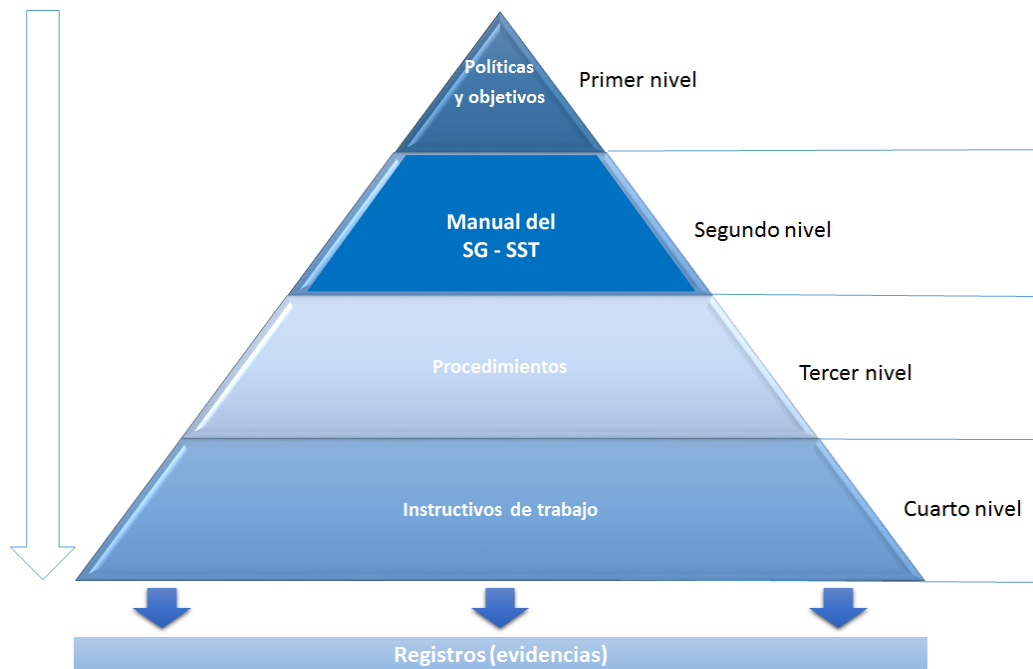 Políticas
y objetivos
Primer nivel
Manual del
SG - SST
Segundo nivel
Procedimientos
Tercer nivel
Instructivos de trabajo
Cuarto nivel
Registros (evidencias)